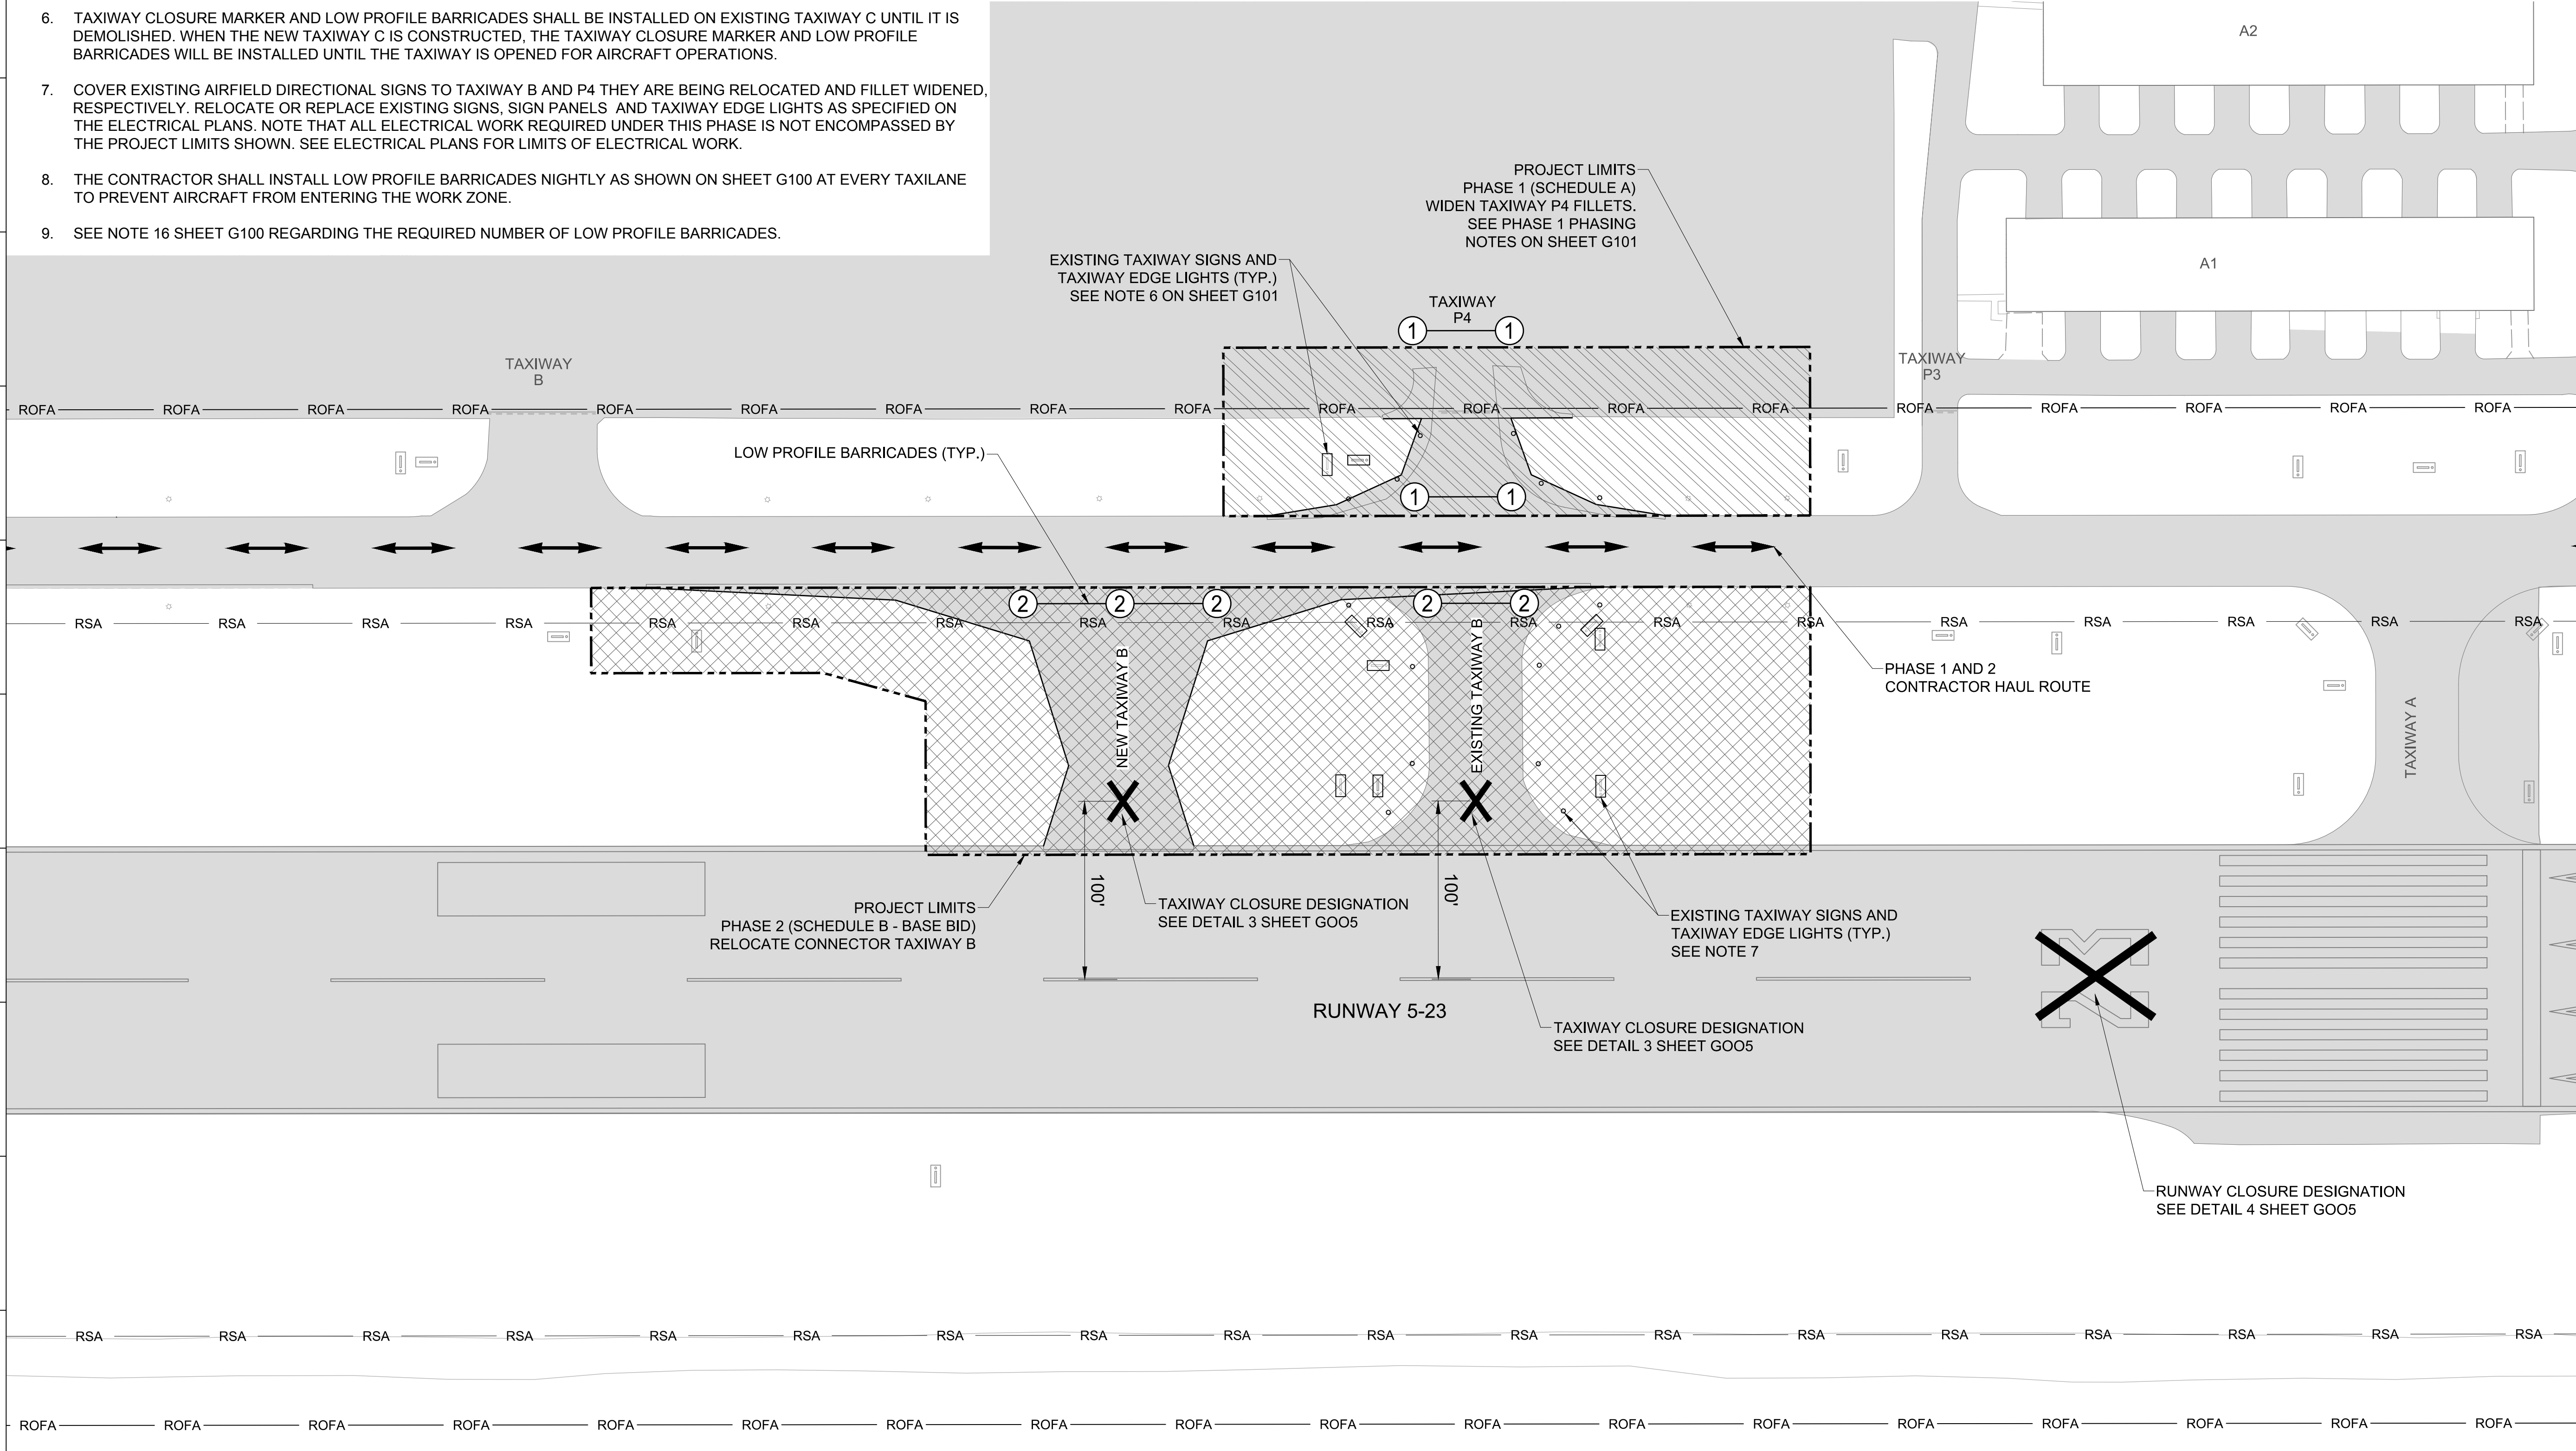 6. TAXIWAY CLOSURE MARKER AND LOW PROFILE BARRICADES SHALL BE INSTALLED ON EXISTING TAXIWAY C UNTIL IT IS
DEMOLISHED. WHEN THE NEW TAXIWAY C IS CONSTRUCTED, THE TAXIWAY CLOSURE MARKER AND LOW PROFILE
BARRICADES WILL BE INSTALLED UNTIL THE TAXIWAY IS OPENED FOR AIRCRAFT OPERATIONS.
7. COVER EXISTING AIRFIELD DIRECTIONAL SIGNS TO TAXIWAY B AND P4 THEY ARE BEING RELOCATED AND FILLET WIDENED,
RESPECTIVELY. RELOCATE OR REPLACE EXISTING SIGNS, SIGN PANELS AND TAXIWAY EDGE LIGHTS AS SPECIFIED ON
THE ELECTRICAL PLANS. NOTE THAT ALL ELECTRICAL WORK REQUIRED UNDER THIS PHASE IS NOT ENCOMPASSED BY
THE PROJECT LIMITS SHOWN. SEE ELECTRICAL PLANS FOR LIMITS OF ELECTRICAL WORK.
8. THE CONTRACTOR SHALL INSTALL LOW PROFILE BARRICADES NIGHTLY AS SHOWN ON SHEET G100 AT EVERY TAXILANE
TO PREVENT AIRCRAFT FROM ENTERING THE WORK ZONE.
9. SEE NOTE 16 SHEET G100 REGARDING THE REQUIRED NUMBER OF LOW PROFILE BARRICADES.
A2
A1
PROJECT LIMITS
PHASE 1 (SCHEDULE A)
WIDEN TAXIWAY P4 FILLETS.
SEE PHASE 1 PHASING
NOTES ON SHEET G101
EXISTING TAXIWAY SIGNS AND
TAXIWAY EDGE LIGHTS (TYP.)
SEE NOTE 6 ON SHEET G101
TAXIWAY
P4
1 1
TAXIWAY
B
TAXIWAY
P3
ROFA ROFA ROFA ROFA ROFA ROFA ROFA ROFA ROFA ROFA ROFA ROFA ROFA ROFA ROFA ROFA ROFA ROFA
LOW PROFILE BARRICADES (TYP.)
1 1
2 2 2 2 2
RSA RSA RSA RSA RSA RSA RSA RSA RSA RSA RSA RSA RSA RSA RSA RSA RSA RSA
NEW TAXIWAY B
EXISTING TAXIWAY B
PHASE 1 AND 2
CONTRACTOR HAUL ROUTE
TAXIWAY A
100'
100'
PROJECT LIMITS
PHASE 2 (SCHEDULE B - BASE BID)
RELOCATE CONNECTOR TAXIWAY B
TAXIWAY CLOSURE DESIGNATION
SEE DETAIL 3 SHEET GOO5
EXISTING TAXIWAY SIGNS AND
TAXIWAY EDGE LIGHTS (TYP.)
SEE NOTE 7
RUNWAY 5-23
TAXIWAY CLOSURE DESIGNATION
SEE DETAIL 3 SHEET GOO5
23
RUNWAY CLOSURE DESIGNATION
SEE DETAIL 4 SHEET GOO5
RSA RSA RSA RSA RSA RSA RSA RSA RSA RSA RSA RSA RSA RSA RSA RSA RSA RSA
ROFA ROFA ROFA ROFA ROFA ROFA ROFA ROFA ROFA ROFA ROFA ROFA ROFA ROFA ROFA ROFA ROFA ROFA